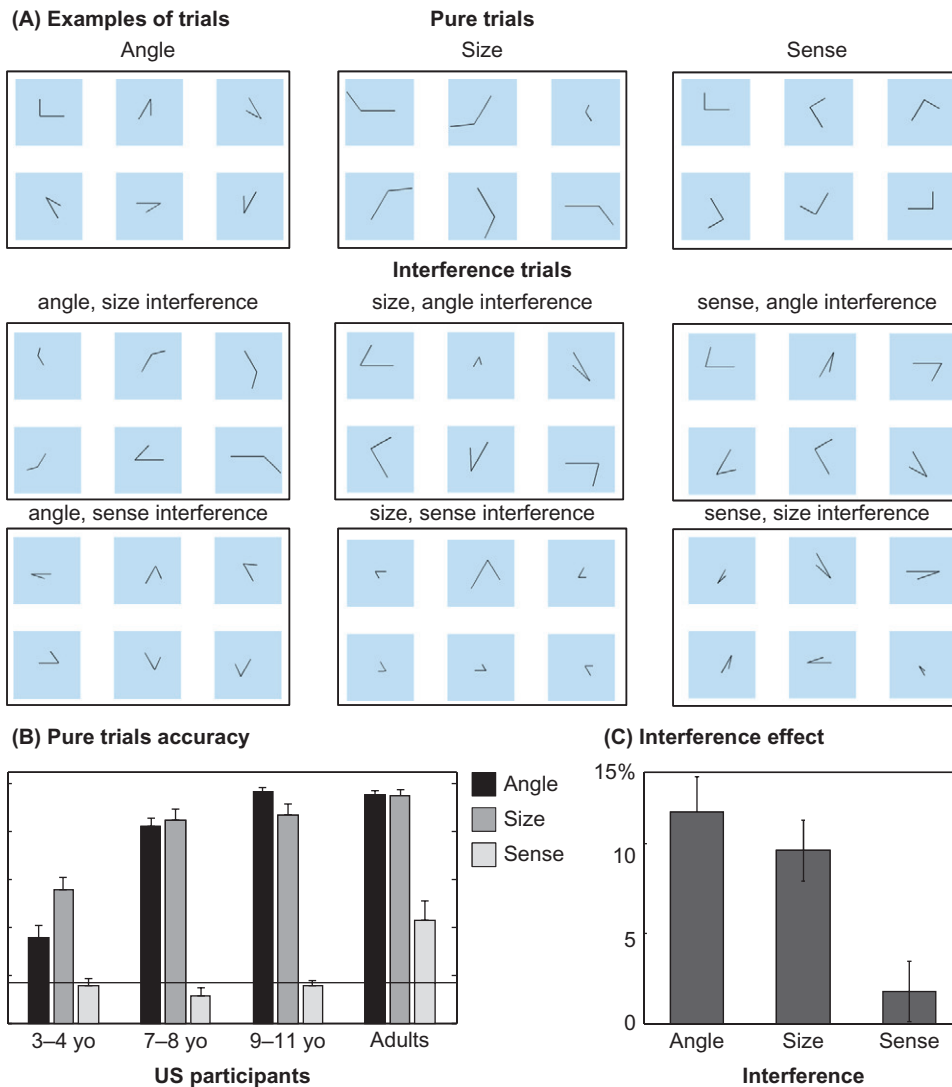 (A) Examples of trials Pure trials
Angle Size Sense
Interference trials
angle, size interference size, angle interference sense, angle interference
angle, sense interference size, sense interference sense, size interference
(B) Pure trials accuracy (C) Interference effect
Angle
Size
Sense
15%
10
5
0
3–4 yo 7–8 yo 9–11 yo Adults Angle Size Sense
US participants Interference